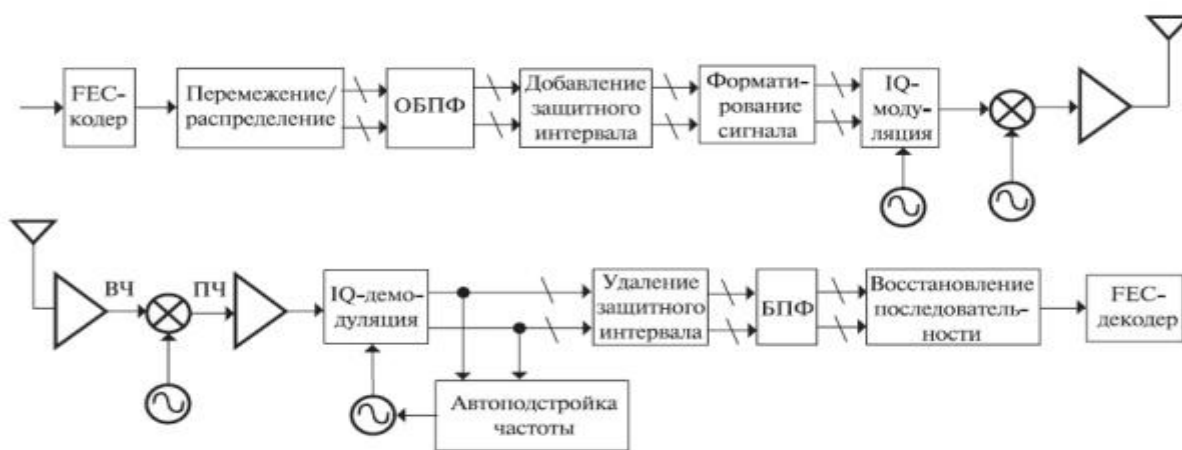 FEC-
кодер
Перемежение/
распределение
ОБПФ
Добавление
защитного
интервала
Формати-
рование
сигнала
IQ-
моду-
ляция
ВЧ
ПЧ
IQ-демо-
дуляция
Удаление
защитного
интервала
БПФ
Восстановление
последователь-
ности
FEC-
декодер
Автоподстройка
частоты